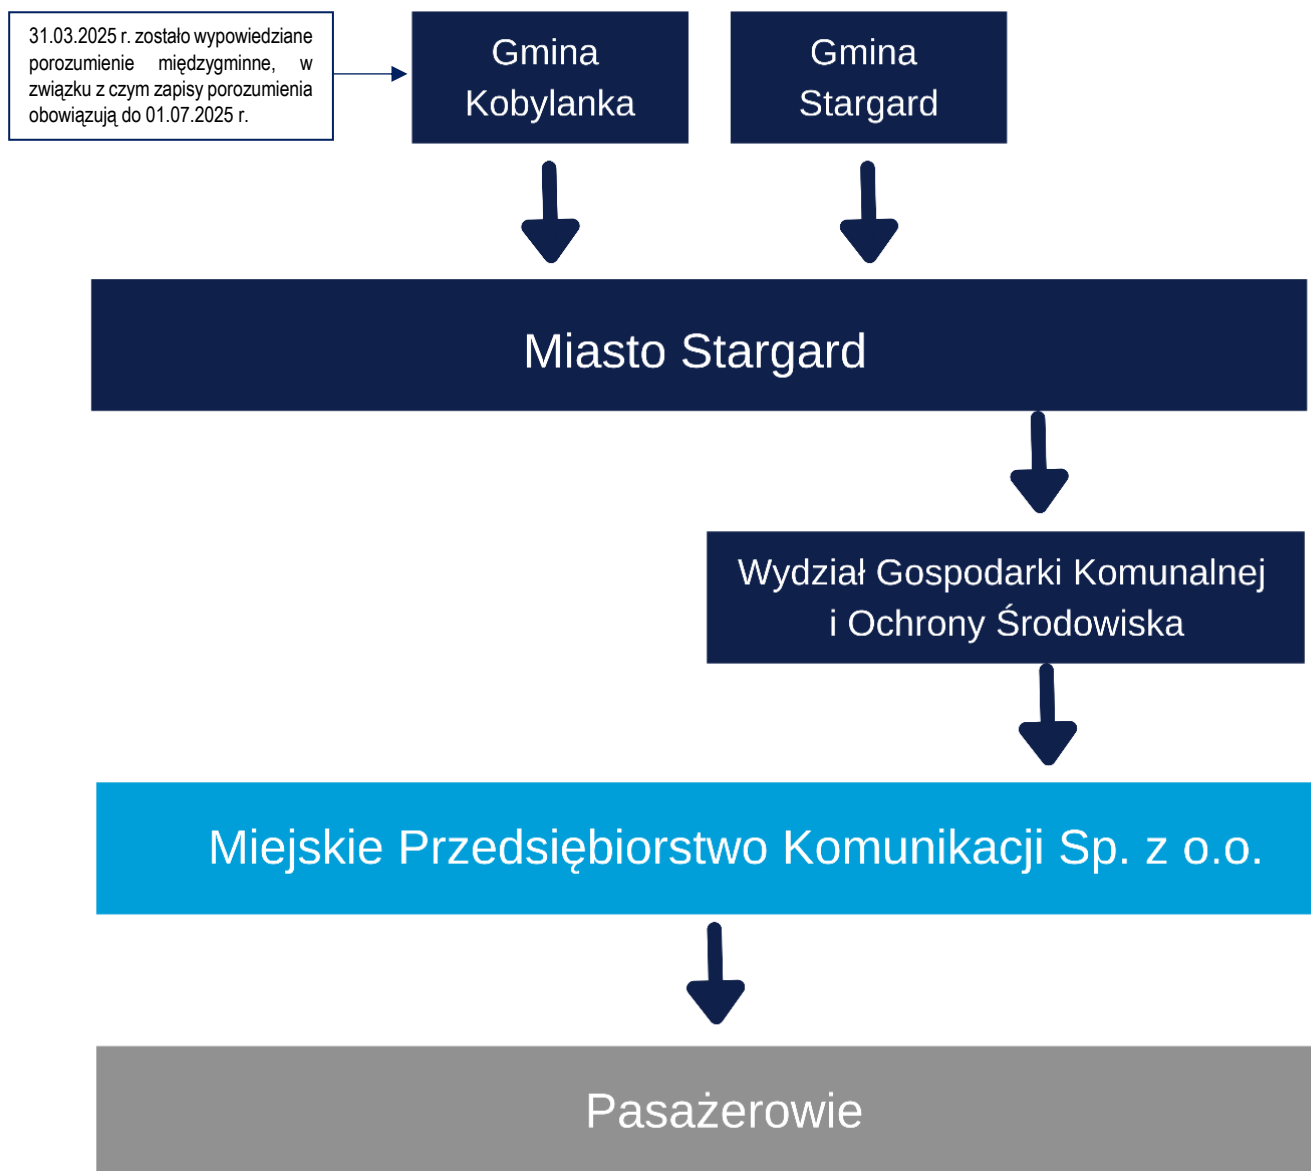 31.03.2025 r. zostało wypowiedziane
porozumienie międzygminne, w
związku z czym zapisy porozumienia
obowiązują do 01.07.2025 r.
Gmina
Kobylanka
Gmina
Stargard
Miasto Stargard
Wydział Gospodarki Komunalnej
i Ochrony Środowiska
Miejskie Przedsiębiorstwo Komunikacji Sp. z o.o.
Pasażerowie